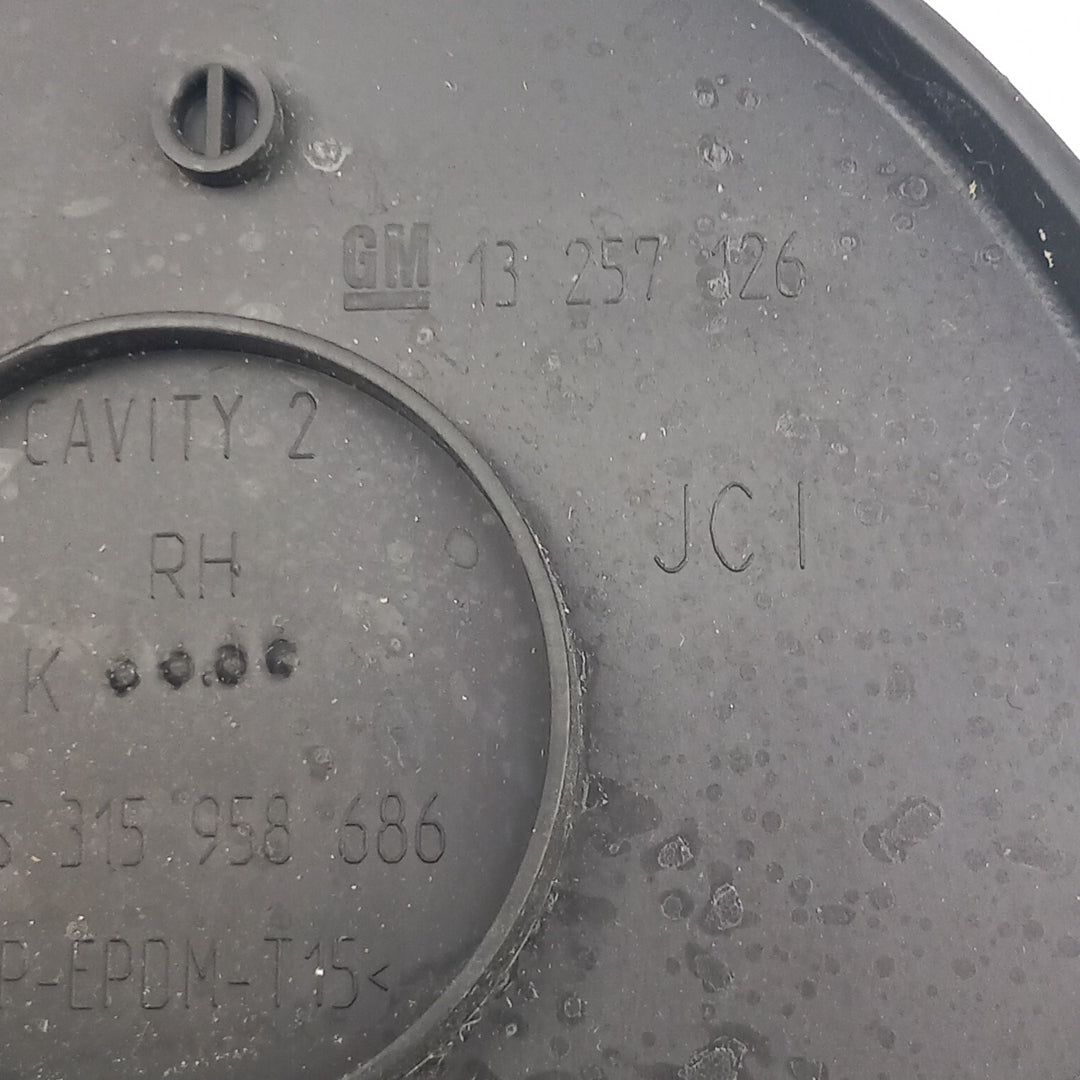 GM 13 257 126
CAVITY 2
JCI
RH
K
315 958 686
P-EPDM-T15<